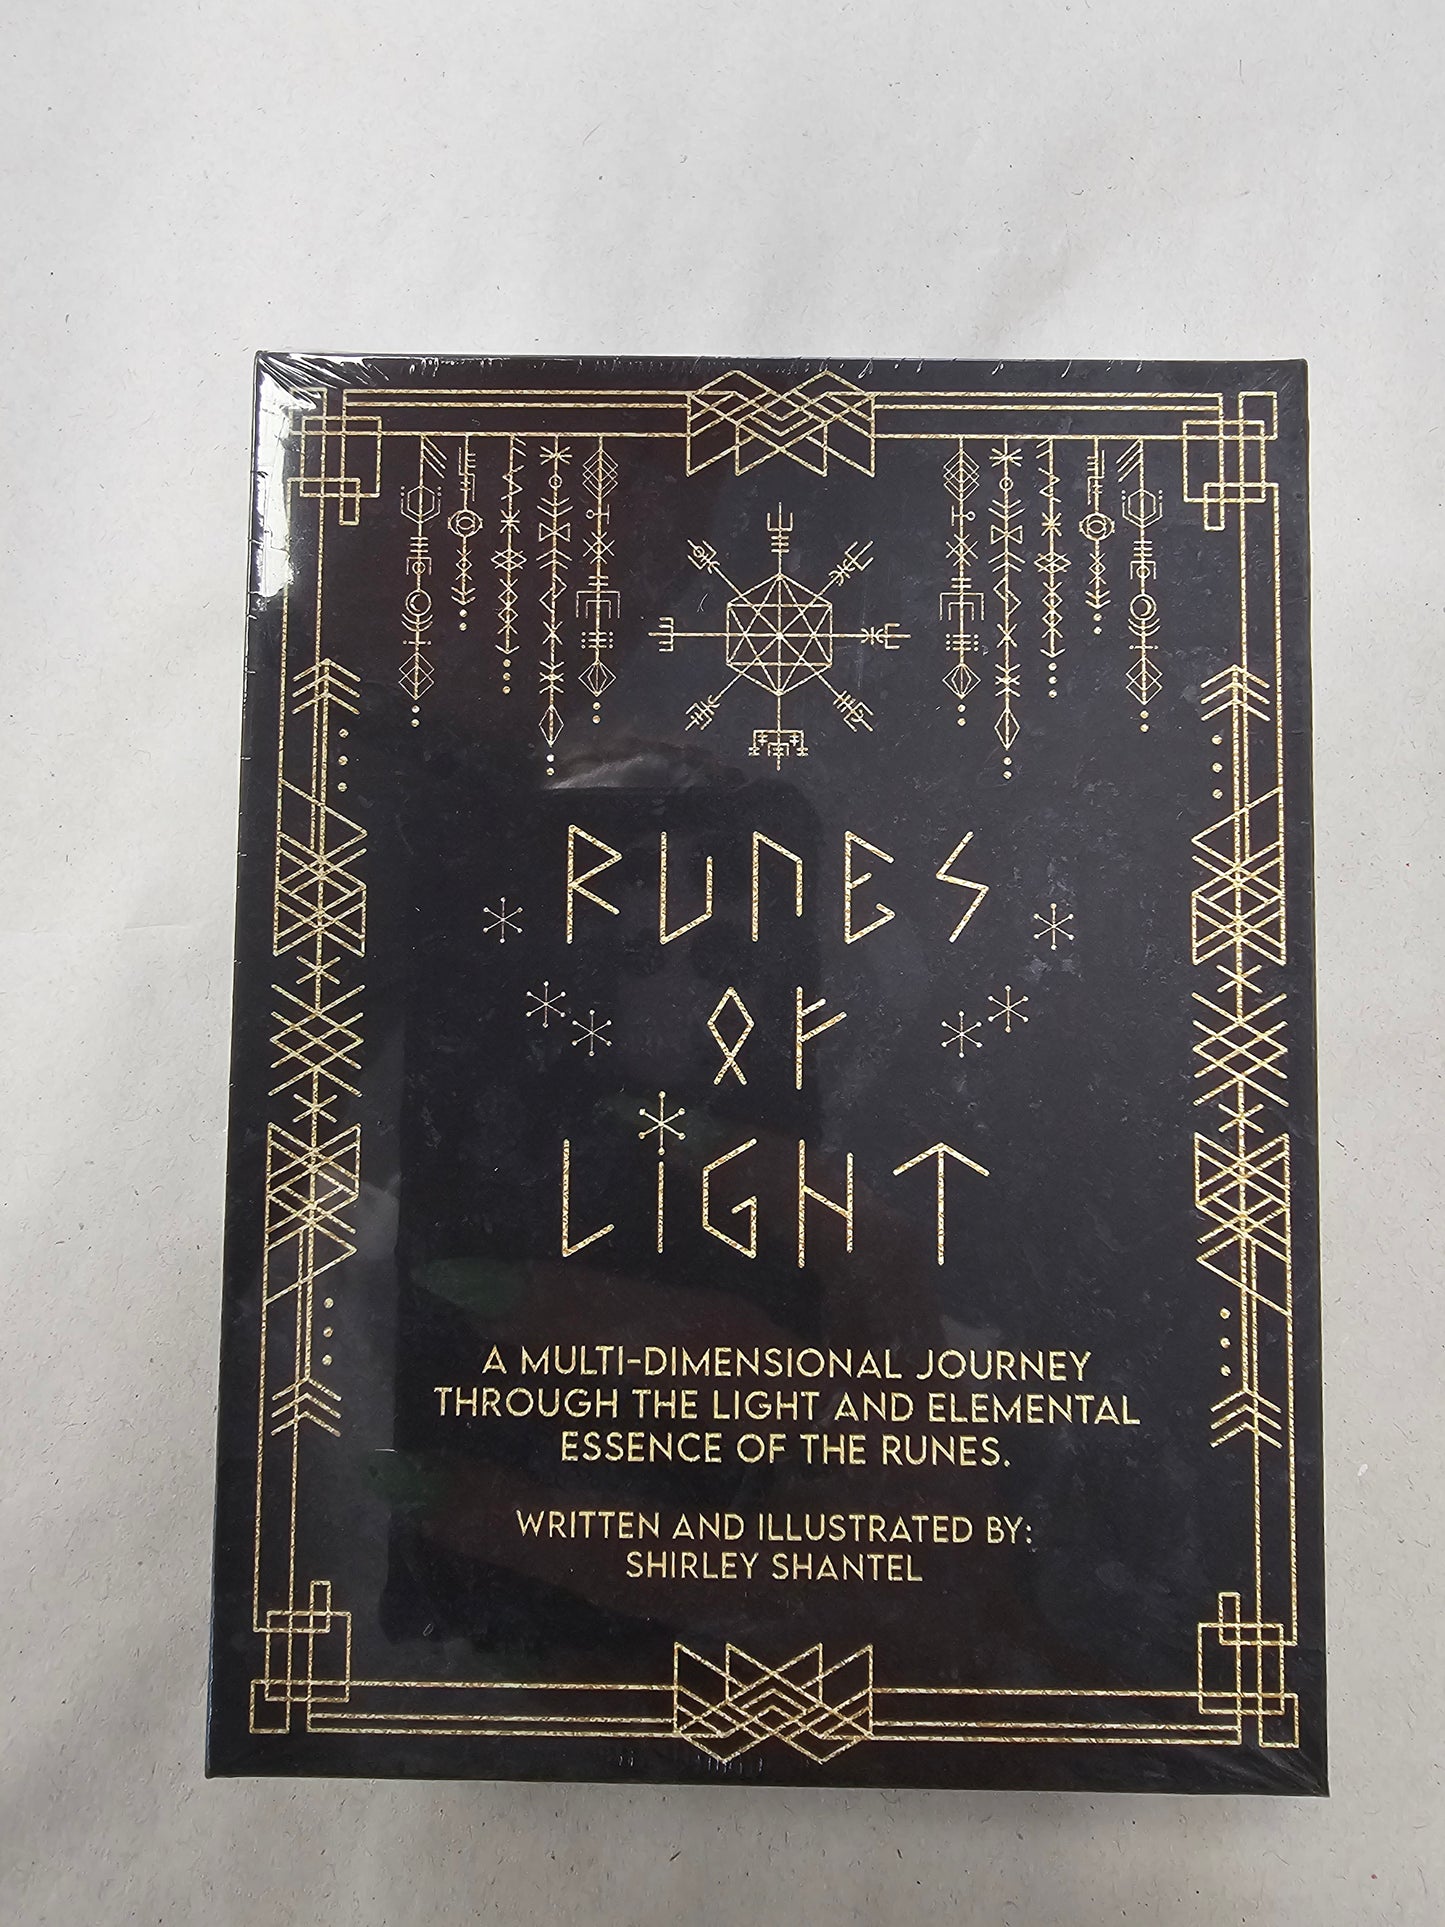 RUNES
OF
LIGHT
A MULTI-DIMENSIONAL JOURNEY
THROUGH THE LIGHT AND ELEMENTAL
ESSENCE OF THE RUNES.
WRITTEN AND ILLUSTRATED BY:
SHIRLEY SHANTEL